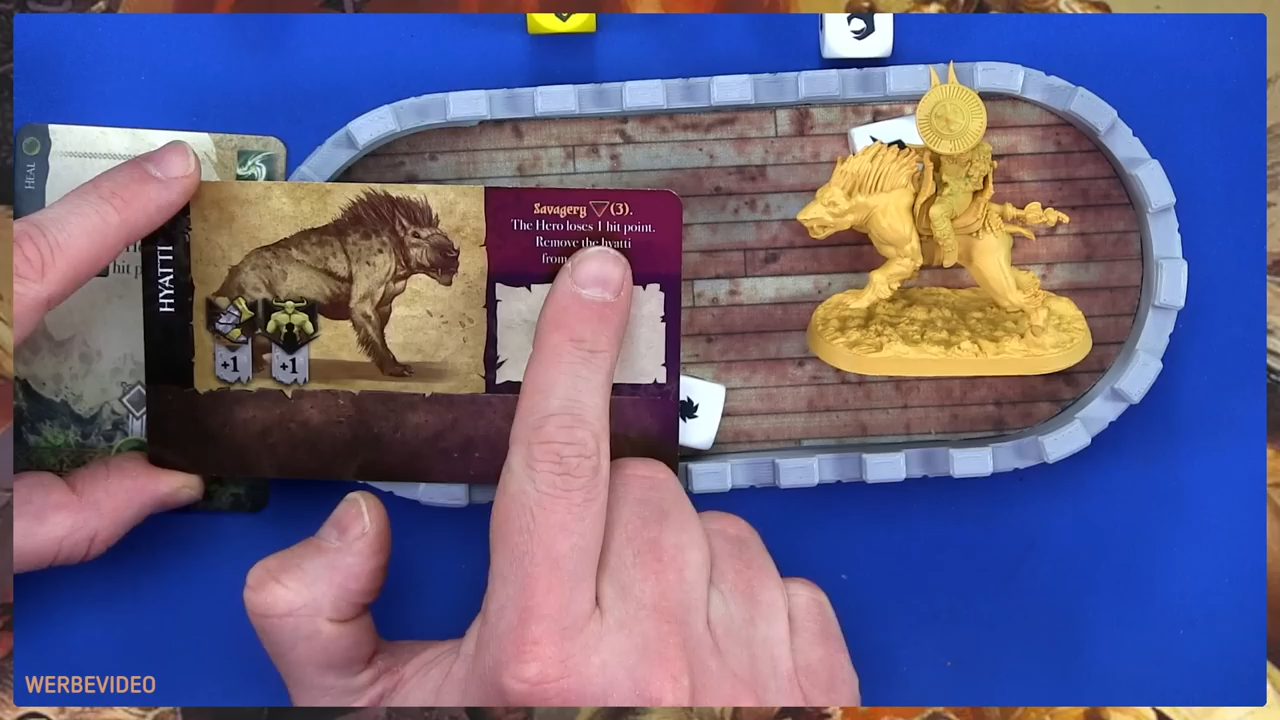 HEAL
hit p
HYATTI
+1 +1
Savagery (3).
The Hero loses 1 hit point.
Remove the hyatti
from
WERBEVIDEO